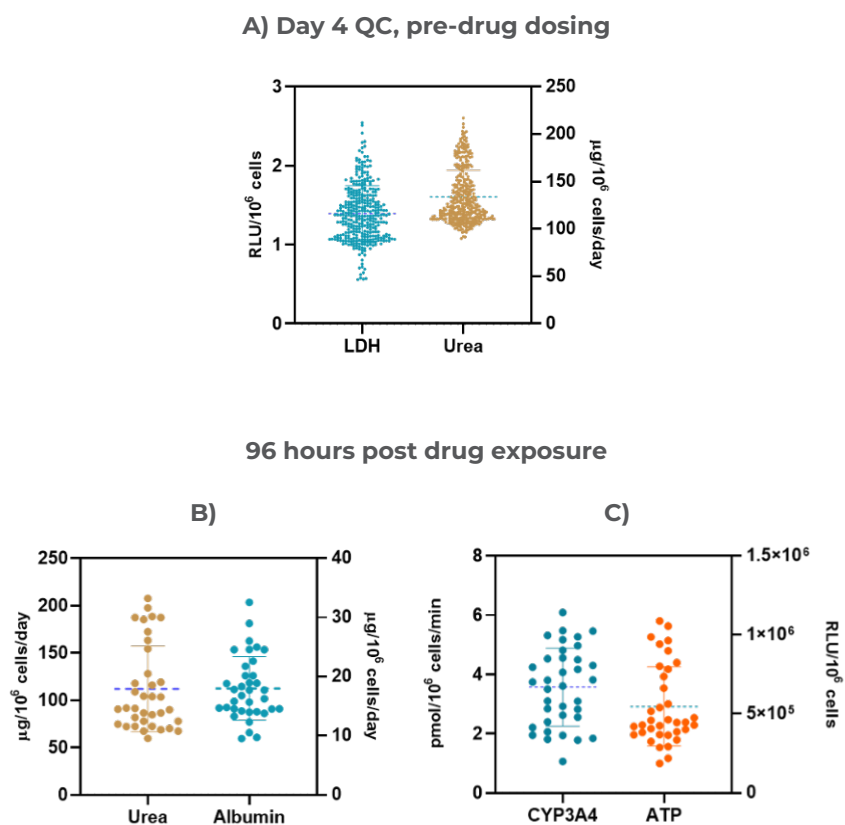 A) Day 4 QC, pre-drug dosing
3
2
1
0
RLU/10⁶ cells
250
200
150
100
50
0
µg/10⁶ cells/day
LDH Urea
96 hours post drug exposure
B)
250
200
150
100
50
0
µg/10⁶ cells/day
40
30
20
10
0
µg/10⁶ cells/day
Urea Albumin
C)
8
6
4
2
0
pmol/10⁶ cells/min
1.5×10⁶
1×10⁶
5×10⁵
0
RLU/10⁶
cells
CYP3A4 ATP